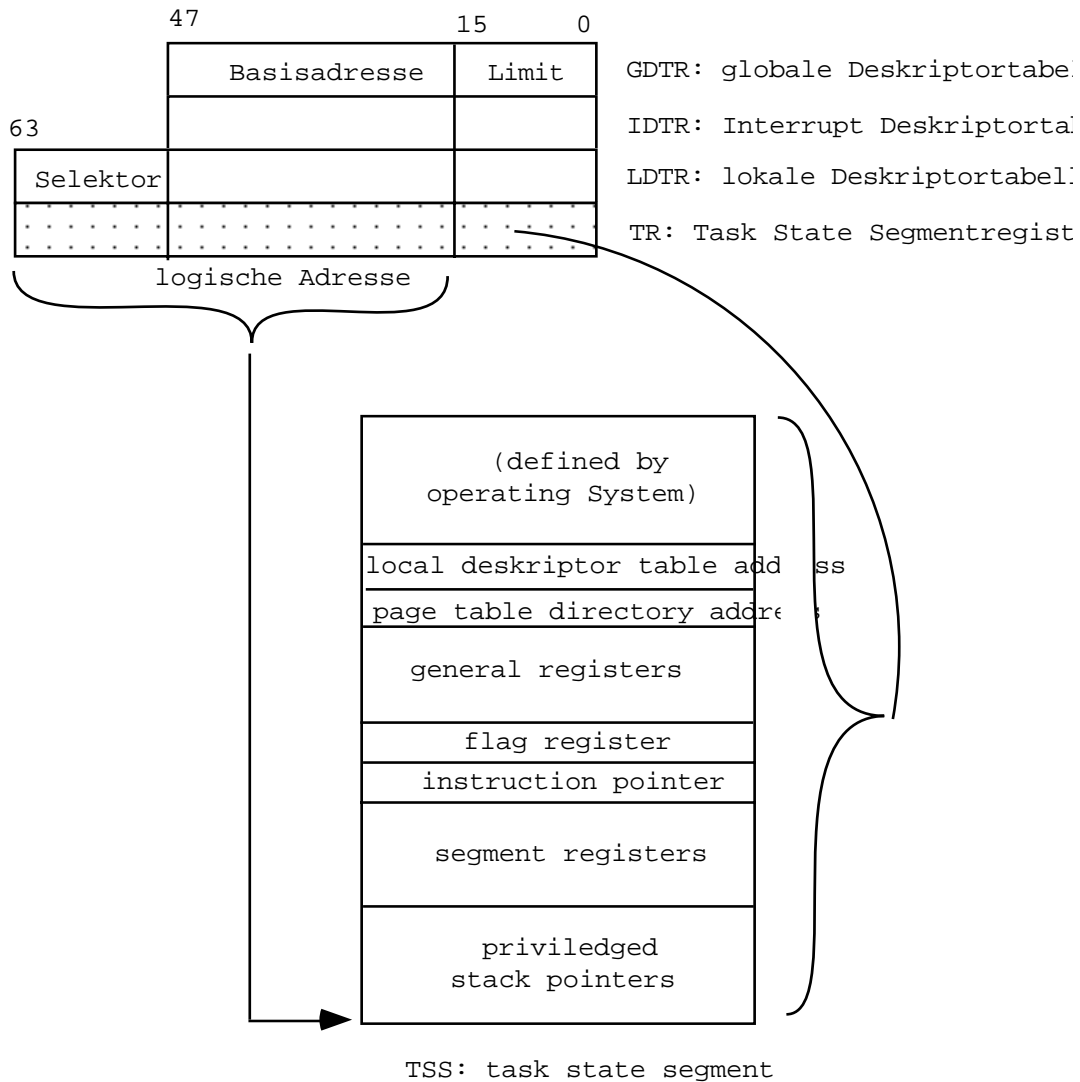 47
15 0
Basisadresse Limit GDTR: globale Deskriptortabel
63
IDTR: Interrupt Deskriptortab
Selektor LDTR: lokale Deskriptortabell
TR: Task State Segmentregist
logische Adresse
(defined by
operating System)
local deskriptor table add ss
page table directory addre s
general registers
flag register
instruction pointer
segment registers
priviledged
stack pointers
TSS: task state segment